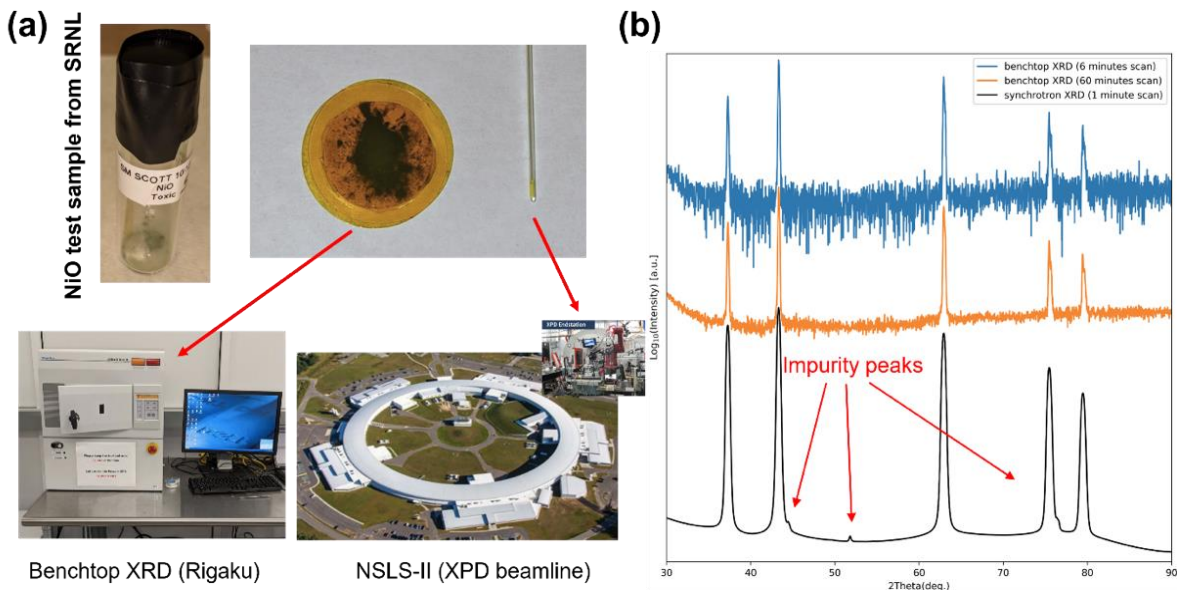 (a)
NiO test sample from SRNL
SM SCOTT 10
NiO
Toxic
XPD Endstation
Benchtop XRD (Rigaku)
NSLS-II (XPD beamline)
(b)
benchtop XRD (6 minutes scan)
benchtop XRD (60 minutes scan)
synchrotron XRD (1 minute scan)
Log10(Intensity) [a.u.]
Impurity peaks
30 40 50 60 70 80 90
2Theta(deg.)